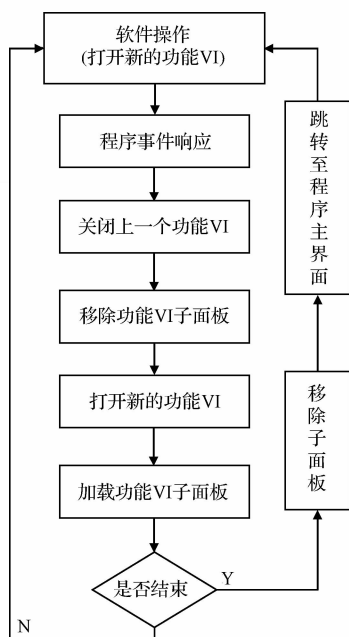 软件操作
(打开新的功能VI)
程序事件响应
关闭上一个功能VI
移除功能VI子面板
打开新的功能VI
加载功能VI子面板
是否结束
Y
N
移除子面板
跳转至程序主界面